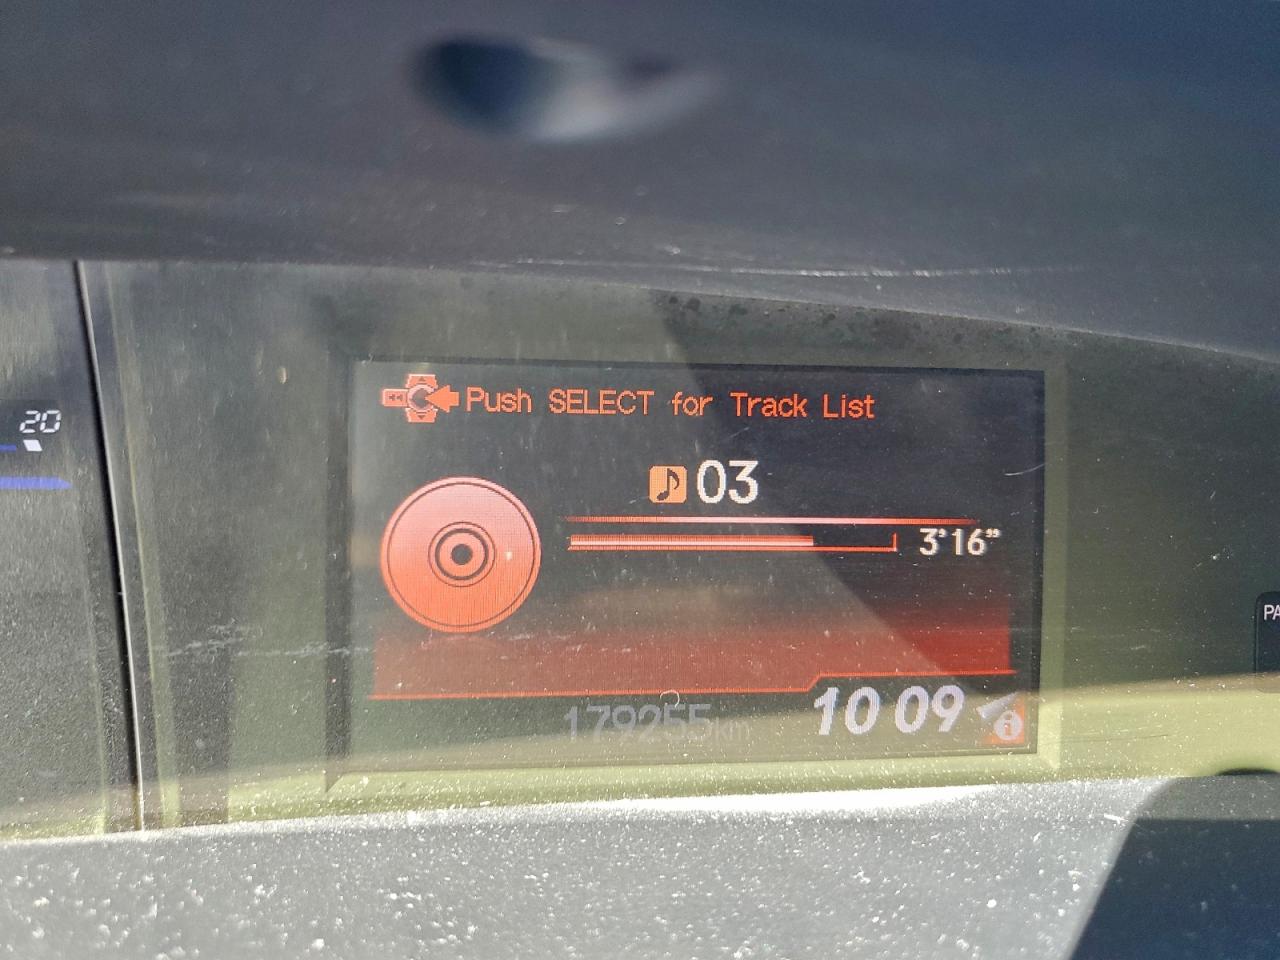 Push SELECT for Track List
20
03
3'16"
PA
179255km
10 09